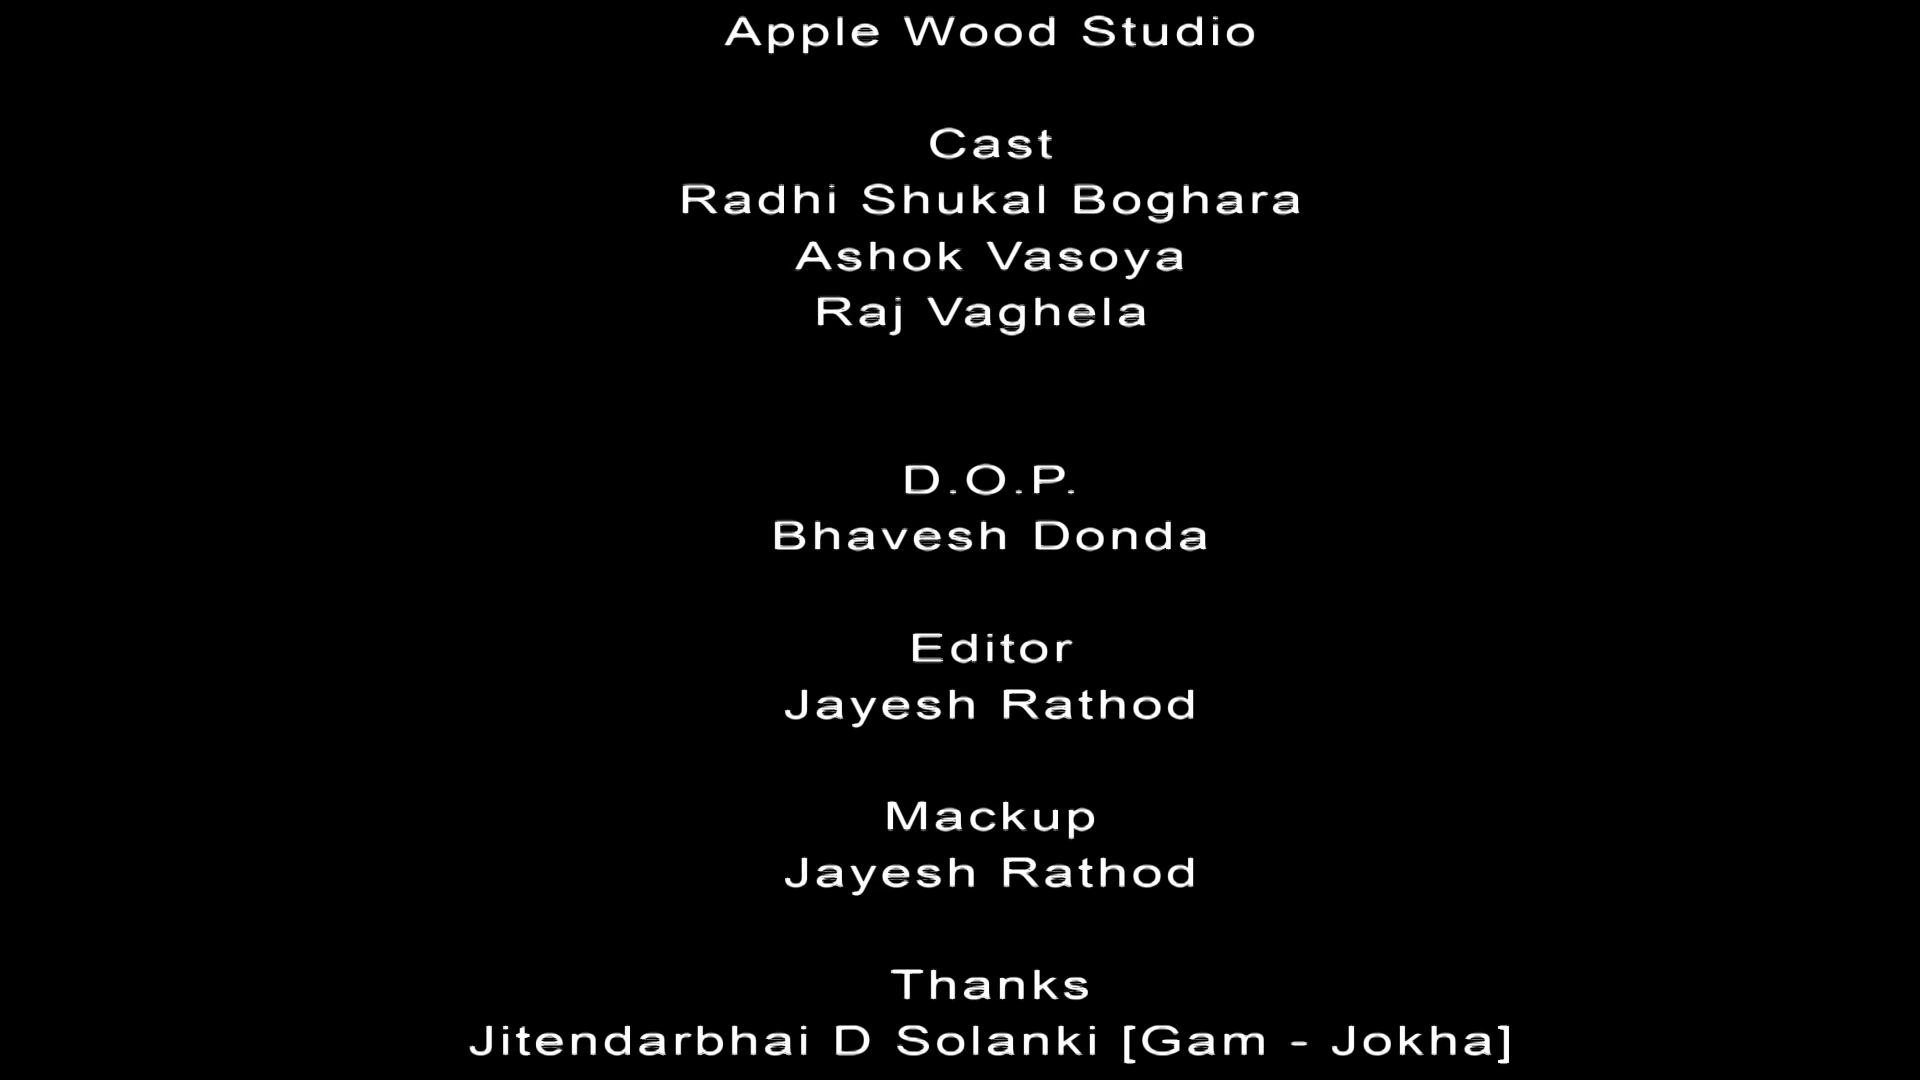 Apple Wood Studio
Cast
Radhi Shukal Boghara
Ashok Vasoya
Raj Vaghela
D.O.P.
Bhavesh Donda
Editor
Jayesh Rathod
Mackup
Jayesh Rathod
Thanks
Jitendarbhai D Solanki [Gam - Jokha]